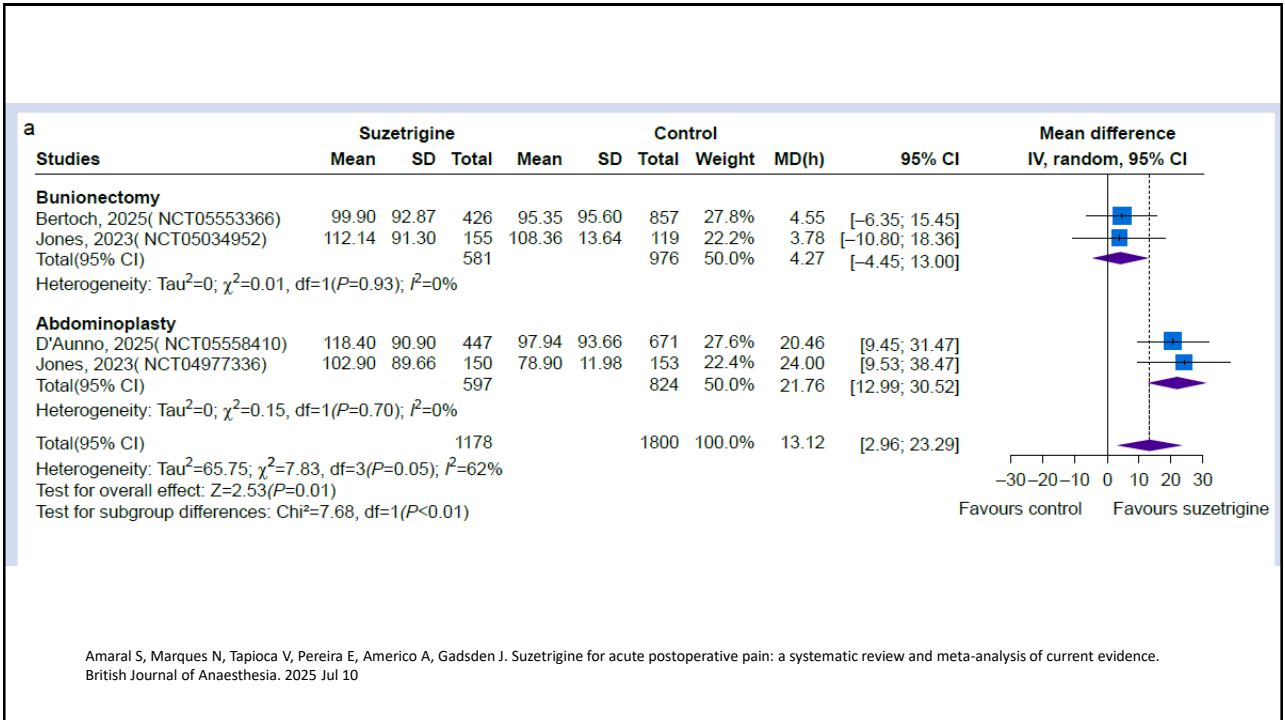 a
Suzetrigine Control Mean difference
Studies Mean SD Total Mean SD Total Weight MD(h) 95% CI IV, random, 95% CI
Bunionectomy
Bertoch, 2025( NCT05553366) 99.90 92.87 426 95.35 95.60 857 27.8% 4.55 [–6.35; 15.45]
Jones, 2023( NCT05034952) 112.14 91.30 155 108.36 13.64 119 22.2% 3.78 [–10.80; 18.36]
Total(95% CI) 581 976 50.0% 4.27 [–4.45; 13.00]
Heterogeneity: Tau²=0; χ²=0.01, df=1(P=0.93); I²=0%
Abdominoplasty
D'Aunno, 2025( NCT05558410) 118.40 90.90 447 97.94 93.66 671 27.6% 20.46 [9.45; 31.47]
Jones, 2023( NCT04977336) 102.90 89.66 150 78.90 11.98 153 22.4% 24.00 [9.53; 38.47]
Total(95% CI) 597 824 50.0% 21.76 [12.99; 30.52]
Heterogeneity: Tau²=0; χ²=0.15, df=1(P=0.70); I²=0%
Total(95% CI) 1178 1800 100.0% 13.12 [2.96; 23.29]
Heterogeneity: Tau²=65.75; χ²=7.83, df=3(P=0.05); I²=62%
Test for overall effect: Z=2.53(P=0.01)
Test for subgroup differences: Chi²=7.68, df=1(P<0.01)
–30 –20 –10 0 10 20 30
Favours control Favours suzetrigine
Amaral S, Marques N, Tapioca V, Pereira E, Americo A, Gadsden J. Suzetrigine for acute postoperative pain: a systematic review and meta-analysis of current evidence.
British Journal of Anaesthesia. 2025 Jul 10